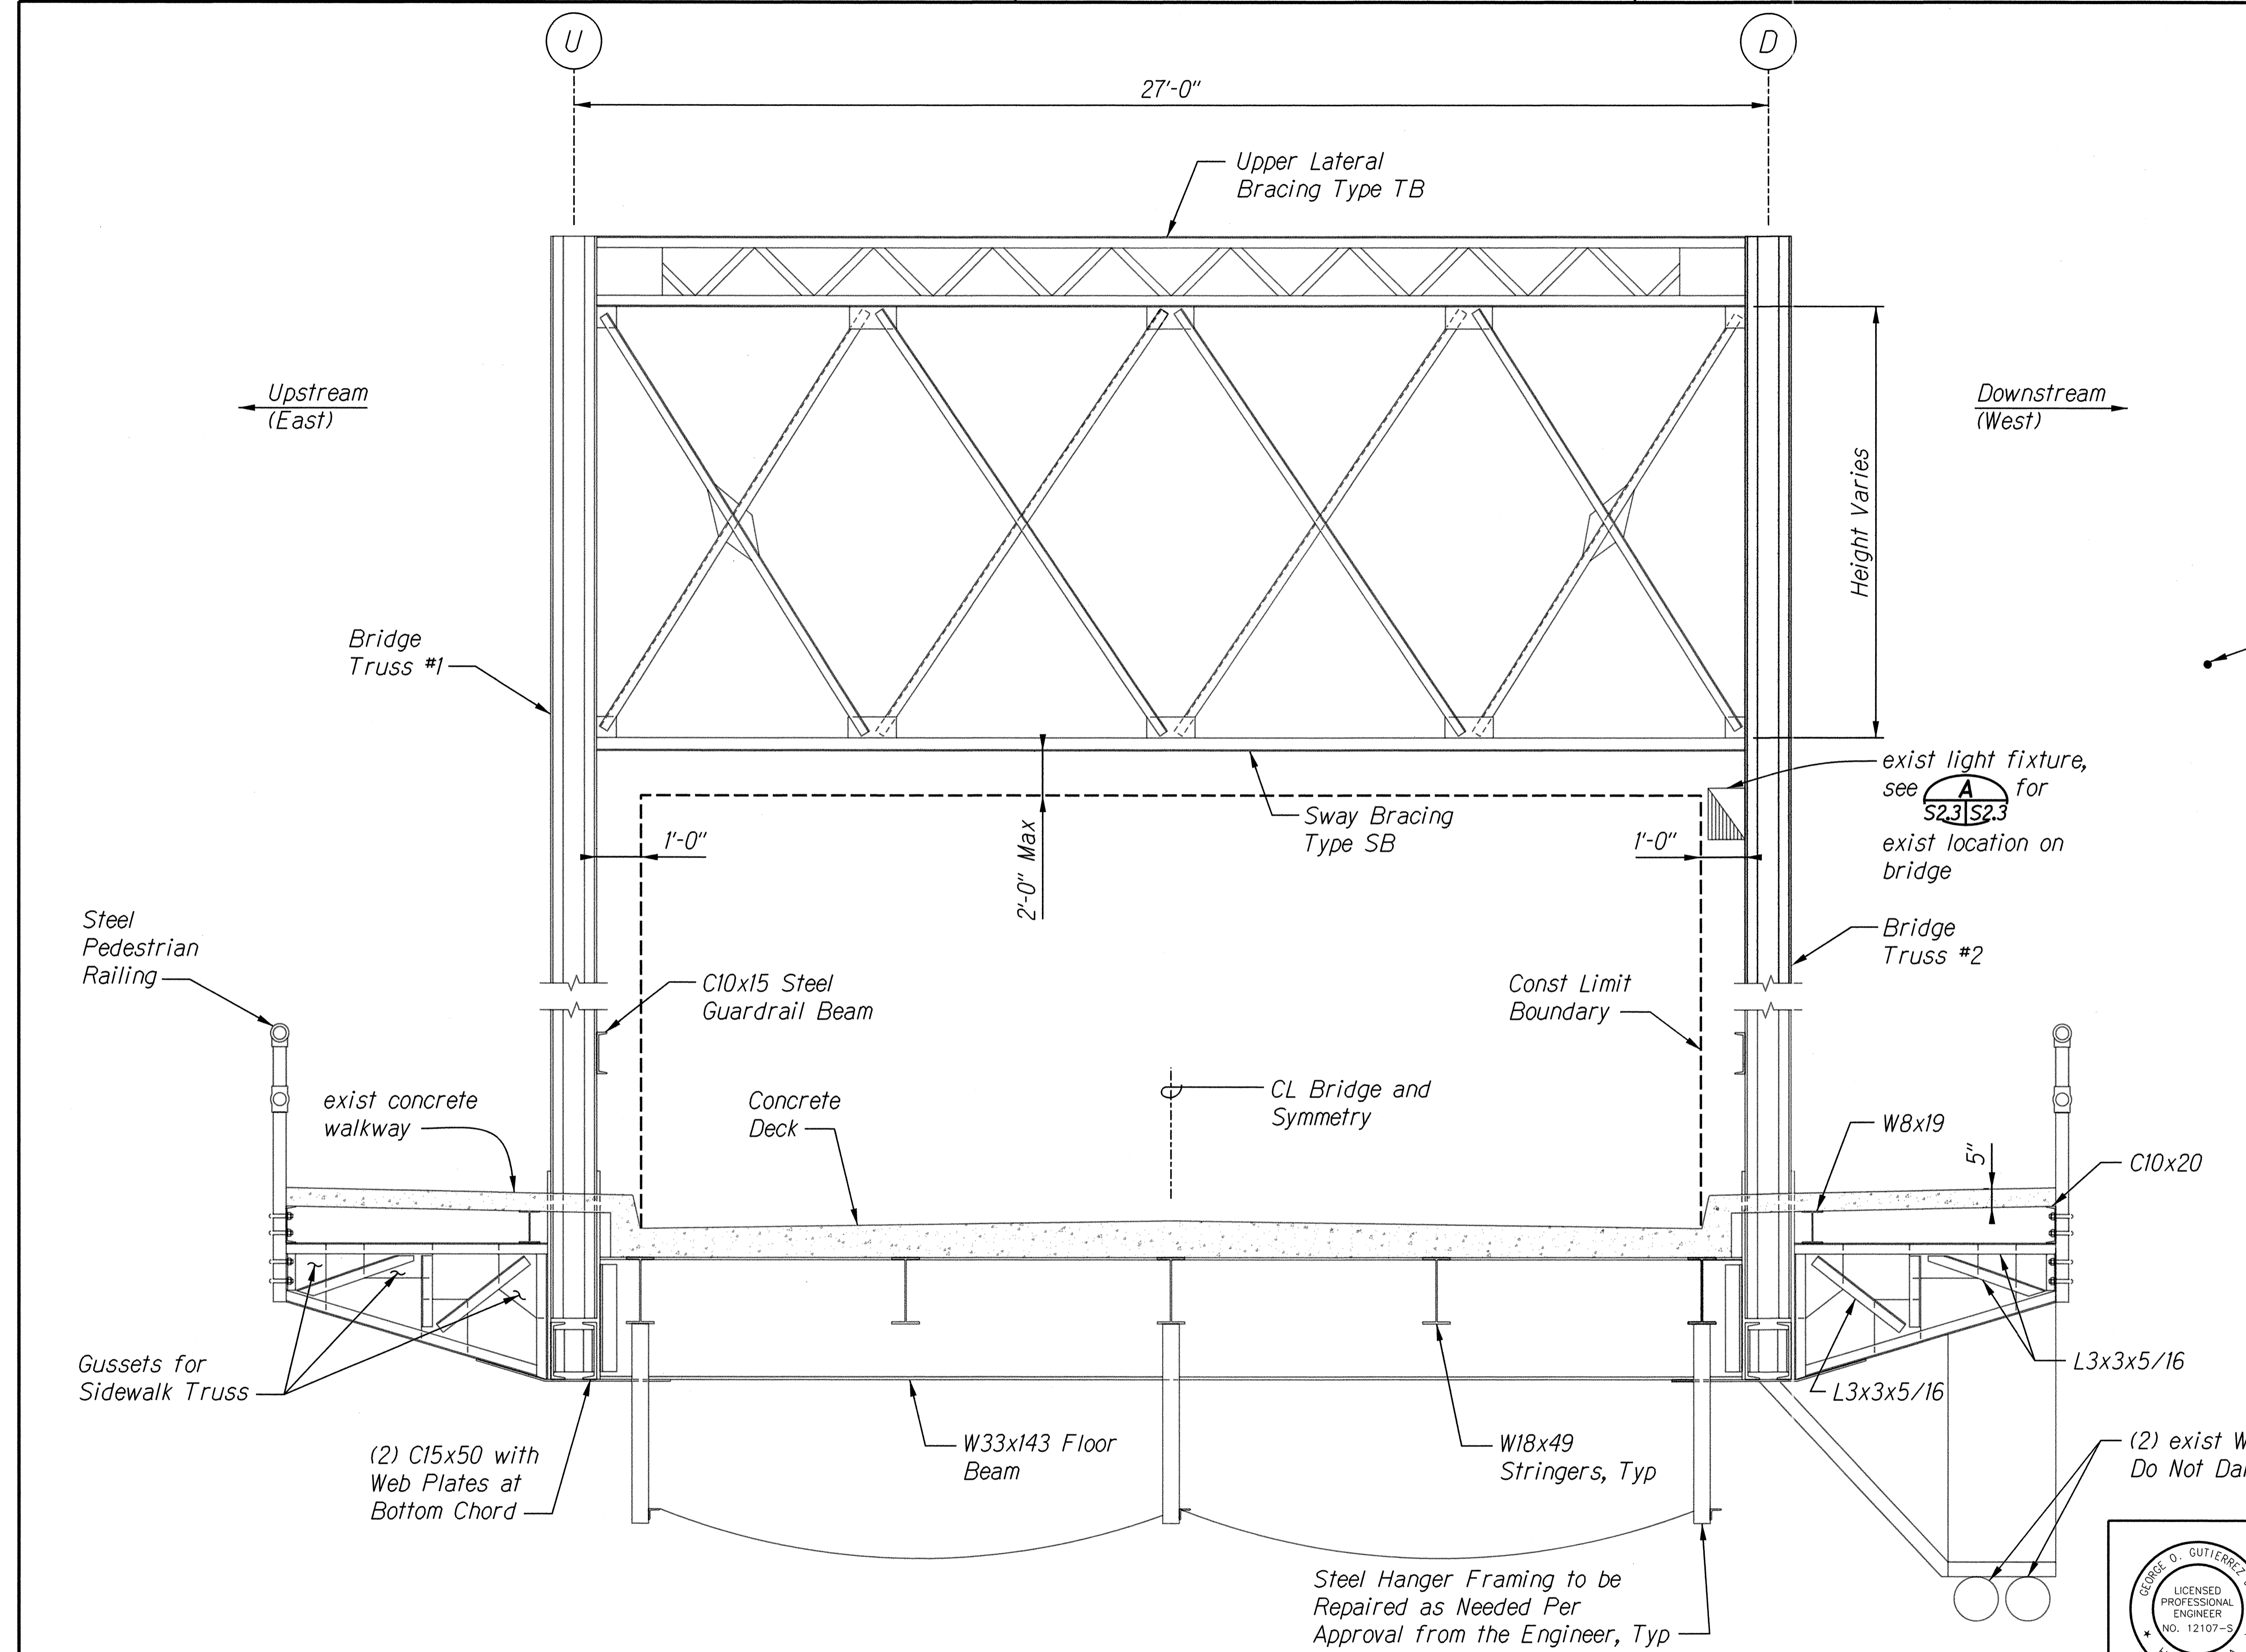 U
D
27'-0"
Upper Lateral
Bracing Type TB
Upstream
(East)
Downstream
(West)
Height Varies
Bridge
Truss #1
exist light fixture,
see A for
S2.3 S2.3
exist location on
bridge
Sway Bracing
Type SB
2'-0" Max
1'-0"
1'-0"
Steel
Pedestrian
Railing
Bridge
Truss #2
C10x15 Steel
Guardrail Beam
Const Limit
Boundary
exist concrete
walkway
Concrete
Deck
CL Bridge and
Symmetry
W8x19
5"
C10x20
Gussets for
Sidewalk Truss
L3x3x5/16
L3x3x5/16
(2) C15x50 with
Web Plates at
Bottom Chord
W33x143 Floor
Beam
W18x49
Stringers, Typ
(2) exist W
Do Not
Steel Hanger Framing to be
Repaired as Needed Per
Approval from the Engineer, Typ
GEORGE O. GUTIERREZ
LICENSED
PROFESSIONAL
ENGINEER
NO. 12107-S